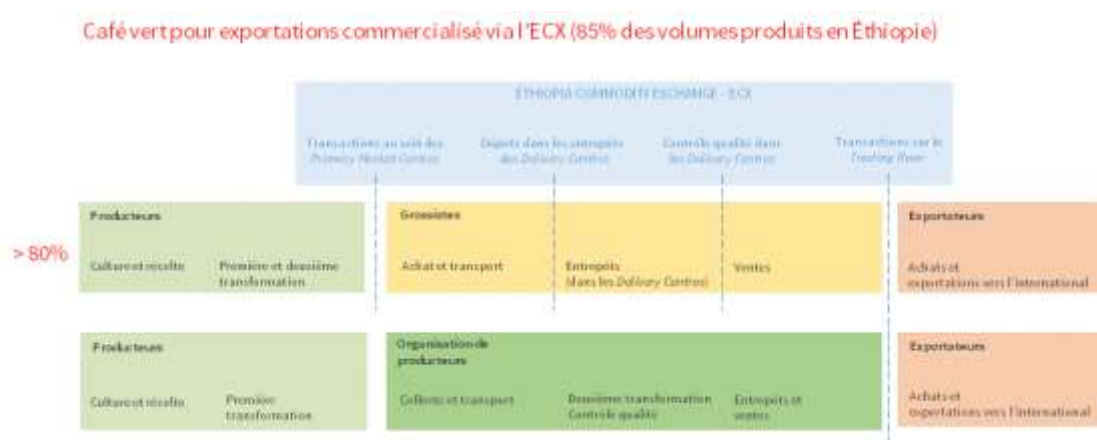 Café vert pour exportations commercialisé via l'ECX (85% des volumes produits en Éthiopie)
ETHIOPIA COMMODITY EXCHANGE - ECX
Transactions au sein des
Primary Market Centres
Dépôts dans les entrepôts
des Delivery Centres
Contrôle qualité dans
les Delivery Centres
Transactions sur le
Trading floor
> 80%
Producteurs
Culture et récolte
Première et deuxième
transformation
Grossistes
Achat et transport
Entrepôts
(dans les Delivery Centres)
Ventes
Exportateurs
Achats et
exportations vers l'international
Producteurs
Culture et récolte
Première
transformation
Organisation de
producteurs
Collecte et transport
Deuxième transformation
Contrôle qualité
Entrepôts et
ventes
Exportateurs
Achats et
exportations vers l'international